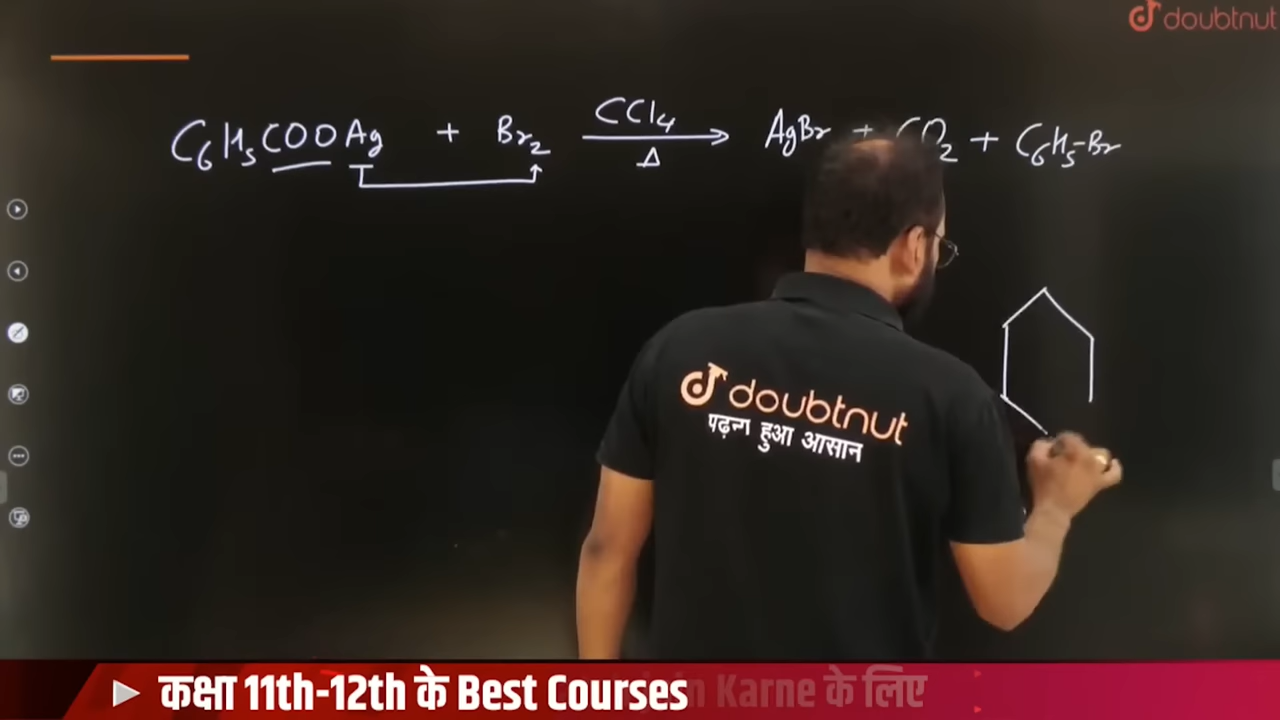 doubtnut
CCl₄
C₆H₅COOAg + Br₂ ⟶ AgBr + CO₂ + C₆H₅-Br
Δ
doubtnut
पढ़ना हुआ आसान
कक्षा 11th-12th के Best Courses
Karne के लिए